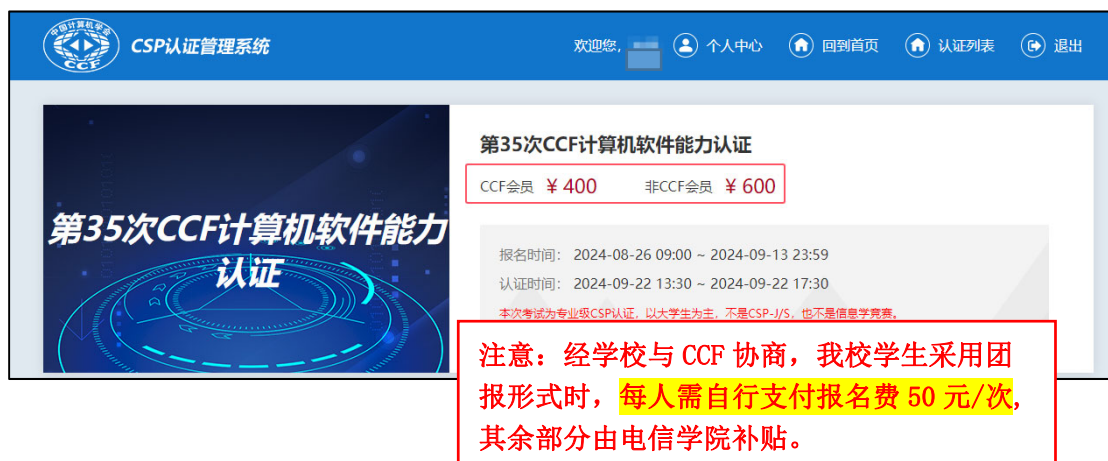 中国计算机学会
CCF
CSP认证管理系统
欢迎您,
个人中心
回到首页
认证列表
退出
第35次CCF计算机软件能力
认证
第35次CCF计算机软件能力认证
CCF会员 ￥400 非CCF会员 ￥600
报名时间: 2024-08-26 09:00 ~ 2024-09-13 23:59
认证时间: 2024-09-22 13:30 ~ 2024-09-22 17:30
本次考试为专业级CSP认证，以大学生为主，不是CSP-J/S，也不是信息学竞赛。
注意：经学校与 CCF 协商，我校学生采用团
报形式时，每人需自行支付报名费 50 元/次,
其余部分由电信学院补贴。